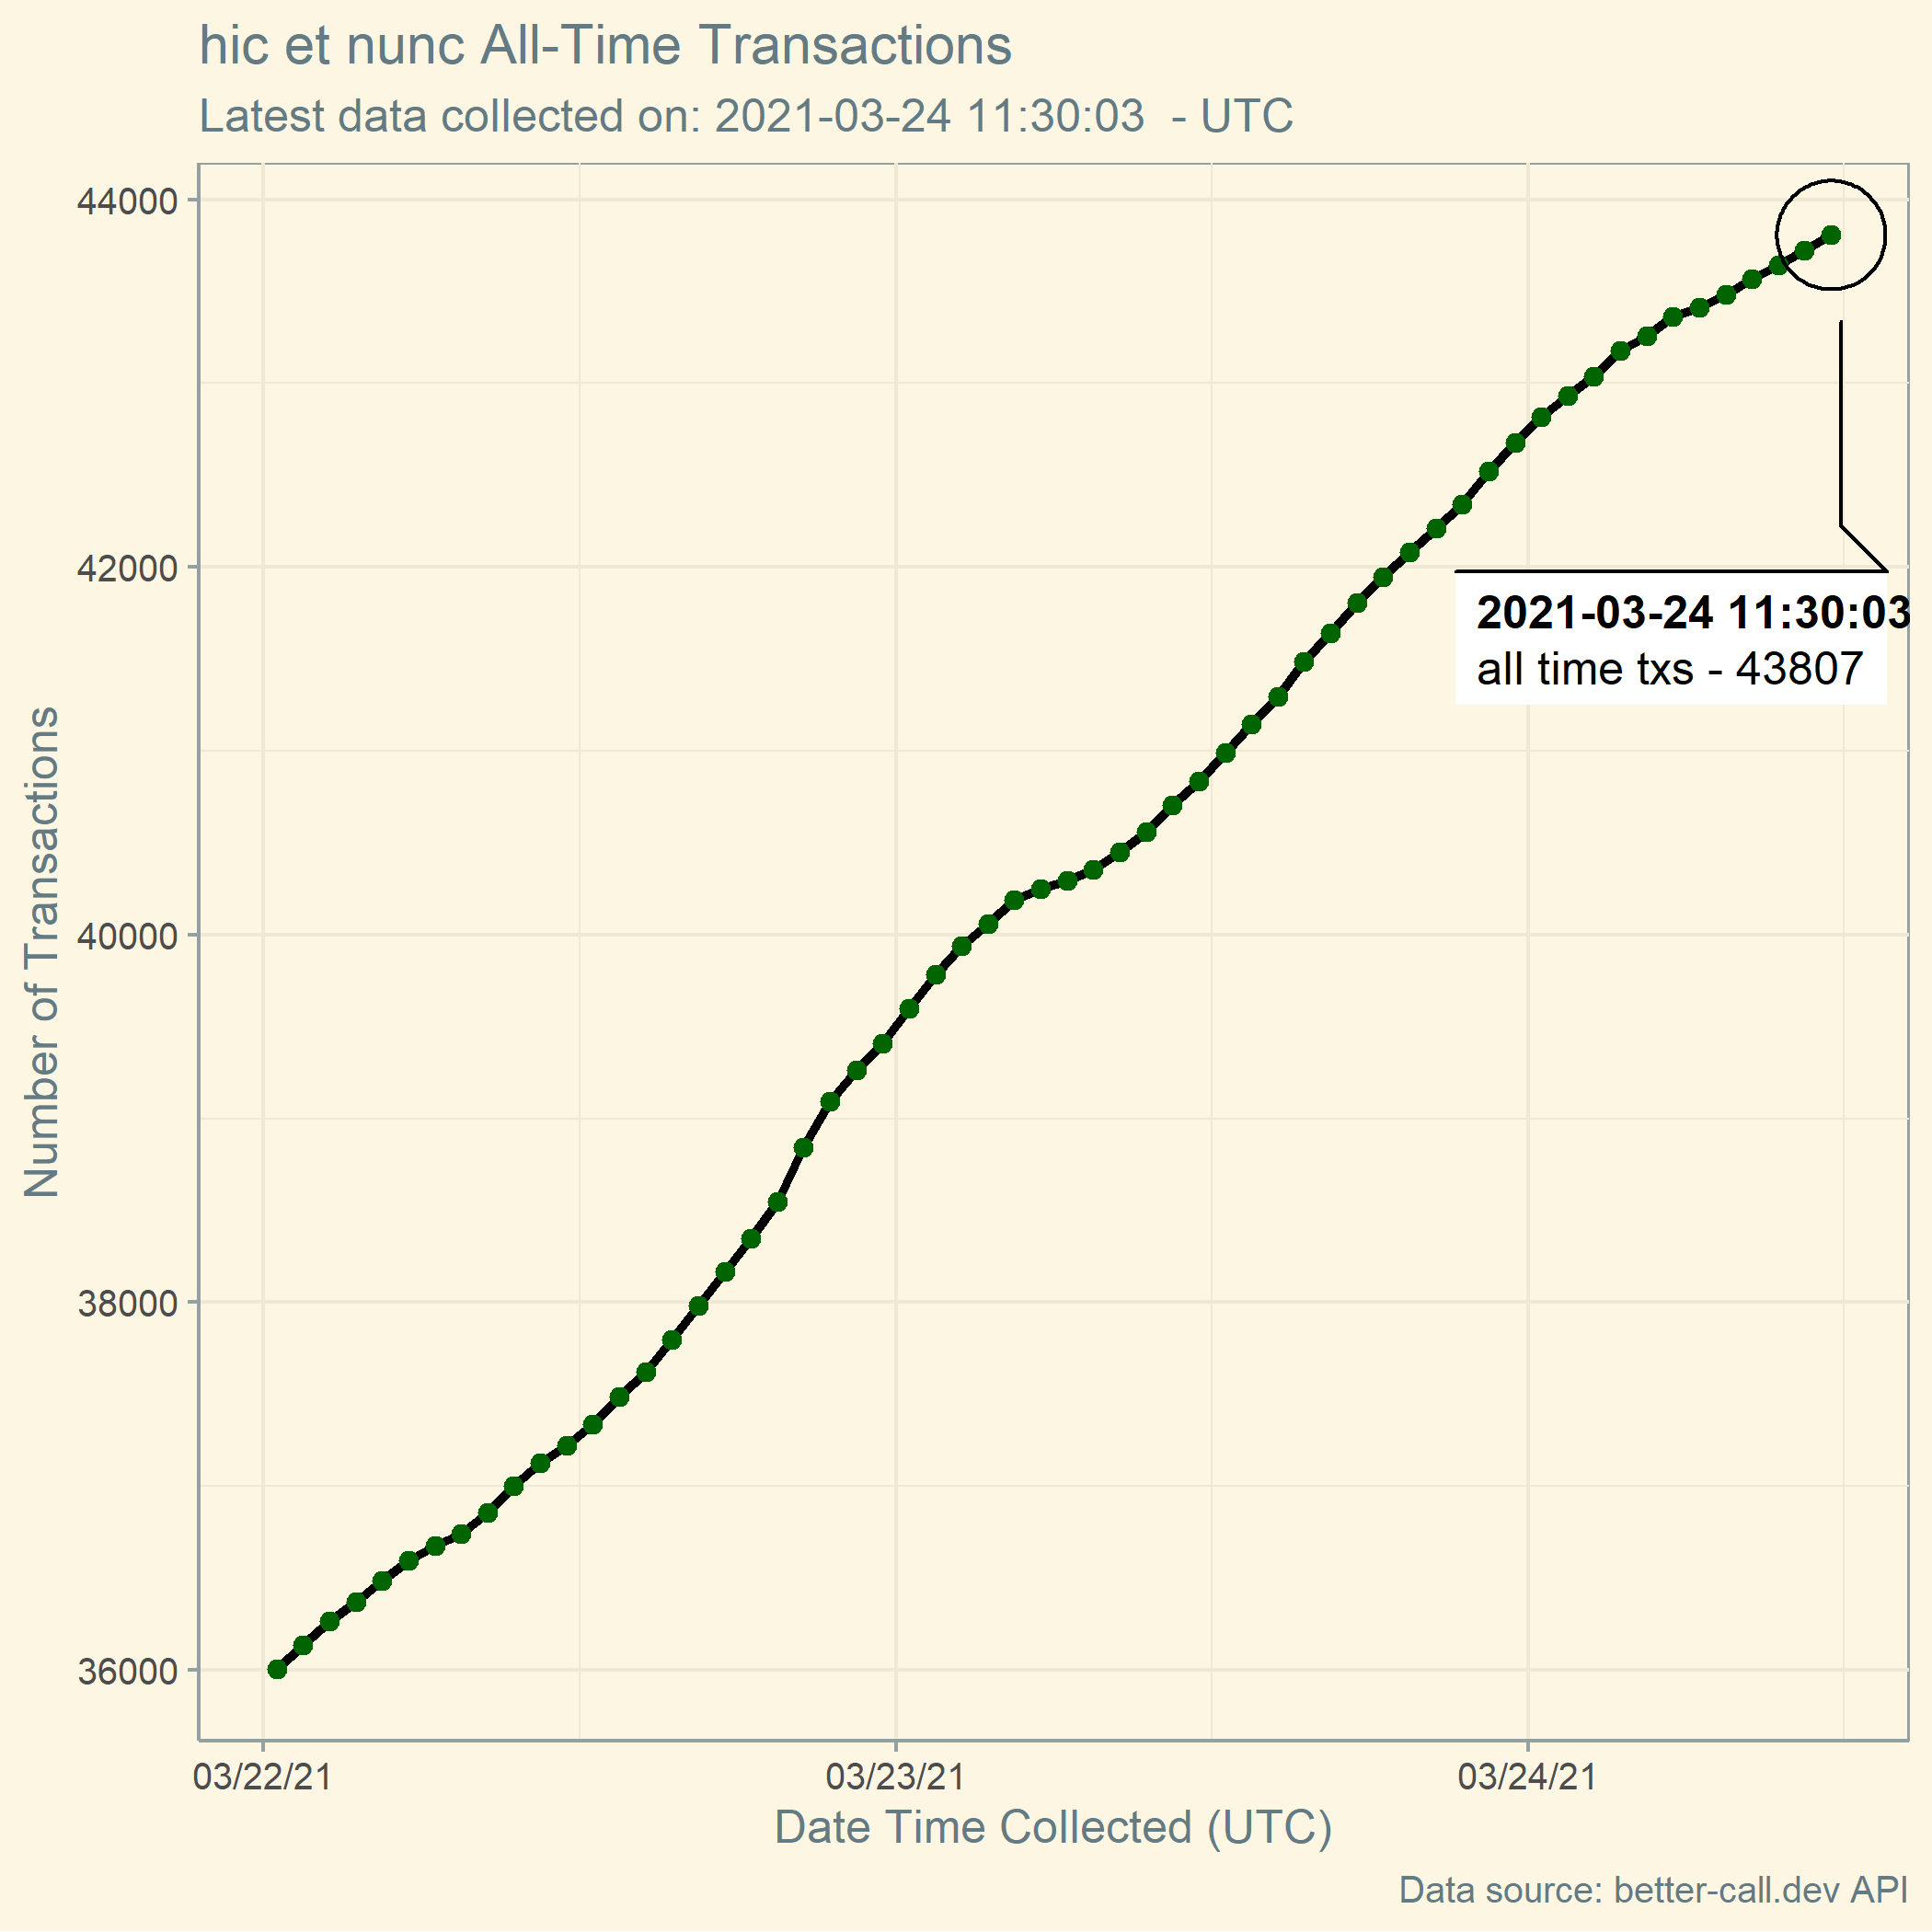 hic et nunc All-Time Transactions
Latest data collected on: 2021-03-24 11:30:03  - UTC
44000
42000
40000
38000
36000
Number of Transactions
2021-03-24 11:30:03
all time txs - 43807
03/22/21
03/23/21
03/24/21
Date Time Collected (UTC)
Data source: better-call.dev API